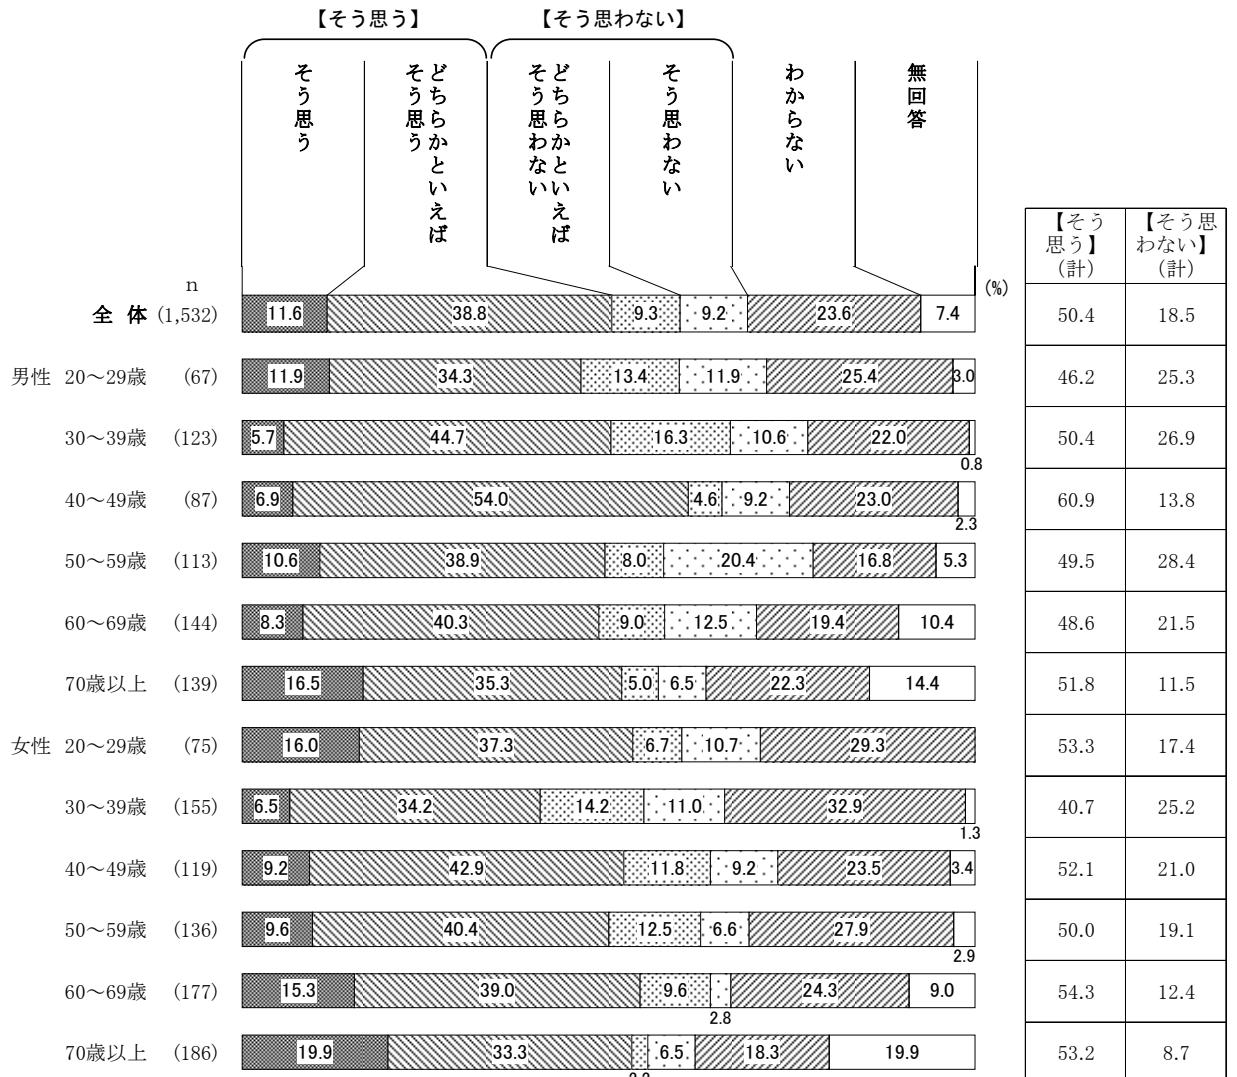 【そう思う】 【そう思わない】
そう思う
どちらかといえば
そう思う
どちらかといえば
そう思わない
そう思わない
わからない
無回答
【そう
思う】
（計）
【そう思
わない】
（計）
n
(%)
全 体 (1,532) 11.6 38.8 9.3 9.2 23.6 7.4 50.4 18.5
男性 20～29歳 (67) 11.9 34.3 13.4 11.9 25.4 3.0 46.2 25.3
30～39歳 (123) 5.7 44.7 16.3 10.6 22.0 0.8 50.4 26.9
40～49歳 (87) 6.9 54.0 4.6 9.2 23.0 2.3 60.9 13.8
50～59歳 (113) 10.6 38.9 8.0 20.4 16.8 5.3 49.5 28.4
60～69歳 (144) 8.3 40.3 9.0 12.5 19.4 10.4 48.6 21.5
70歳以上 (139) 16.5 35.3 5.0 6.5 22.3 14.4 51.8 11.5
女性 20～29歳 (75) 16.0 37.3 6.7 10.7 29.3 53.3 17.4
30～39歳 (155) 6.5 34.2 14.2 11.0 32.9 1.3 40.7 25.2
40～49歳 (119) 9.2 42.9 11.8 9.2 23.5 3.4 52.1 21.0
50～59歳 (136) 9.6 40.4 12.5 6.6 27.9 2.9 50.0 19.1
60～69歳 (177) 15.3 39.0 9.6 2.8 24.3 9.0 54.3 12.4
70歳以上 (186) 19.9 33.3 6.5 18.3 19.9 53.2 8.7